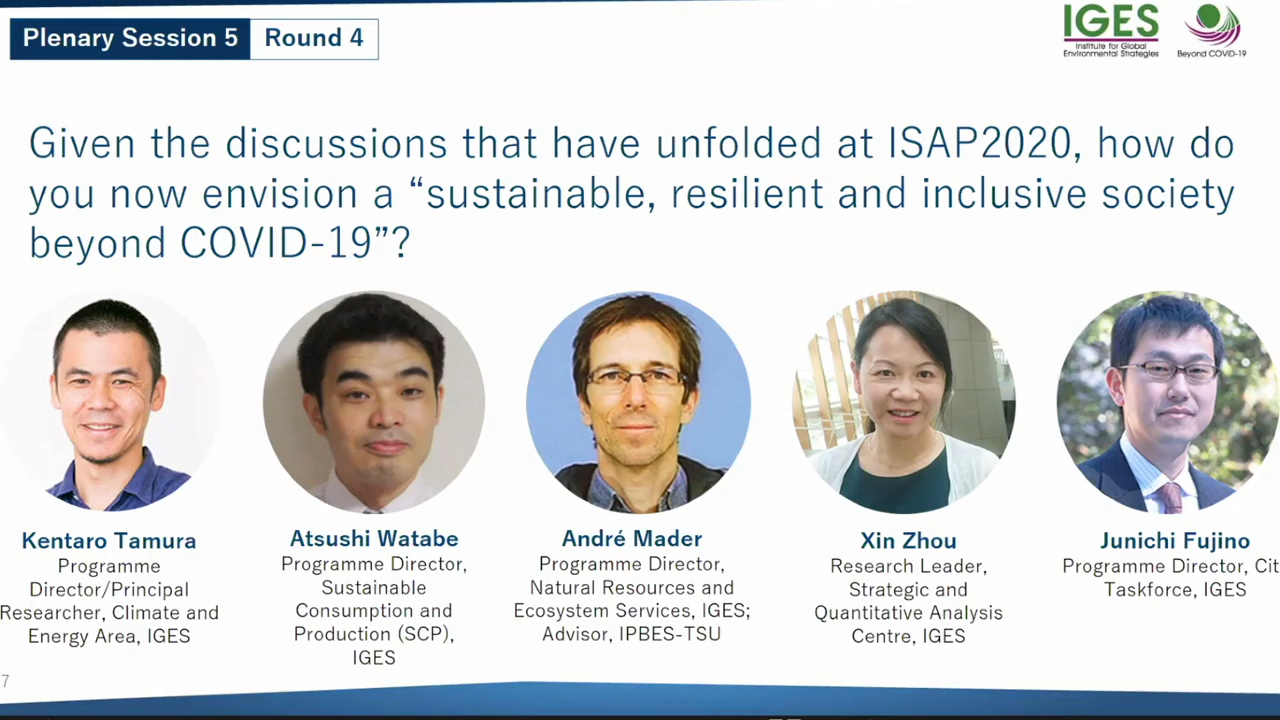 Plenary Session 5 Round 4
IGES
Institute for Global
Environmental Strategies
Beyond COVID-19
Given the discussions that have unfolded at ISAP2020, how do
you now envision a “sustainable, resilient and inclusive society
beyond COVID-19”?
Kentaro Tamura
Programme
Director/Principal
Researcher, Climate and
Energy Area, IGES
Atsushi Watabe
Programme Director,
Sustainable
Consumption and
Production (SCP),
IGES
André Mader
Programme Director,
Natural Resources and
Ecosystem Services, IGES;
Advisor, IPBES-TSU
Xin Zhou
Research Leader,
Strategic and
Quantitative Analysis
Centre, IGES
Junichi Fujino
Programme Director, Cit
Taskforce, IGES
7